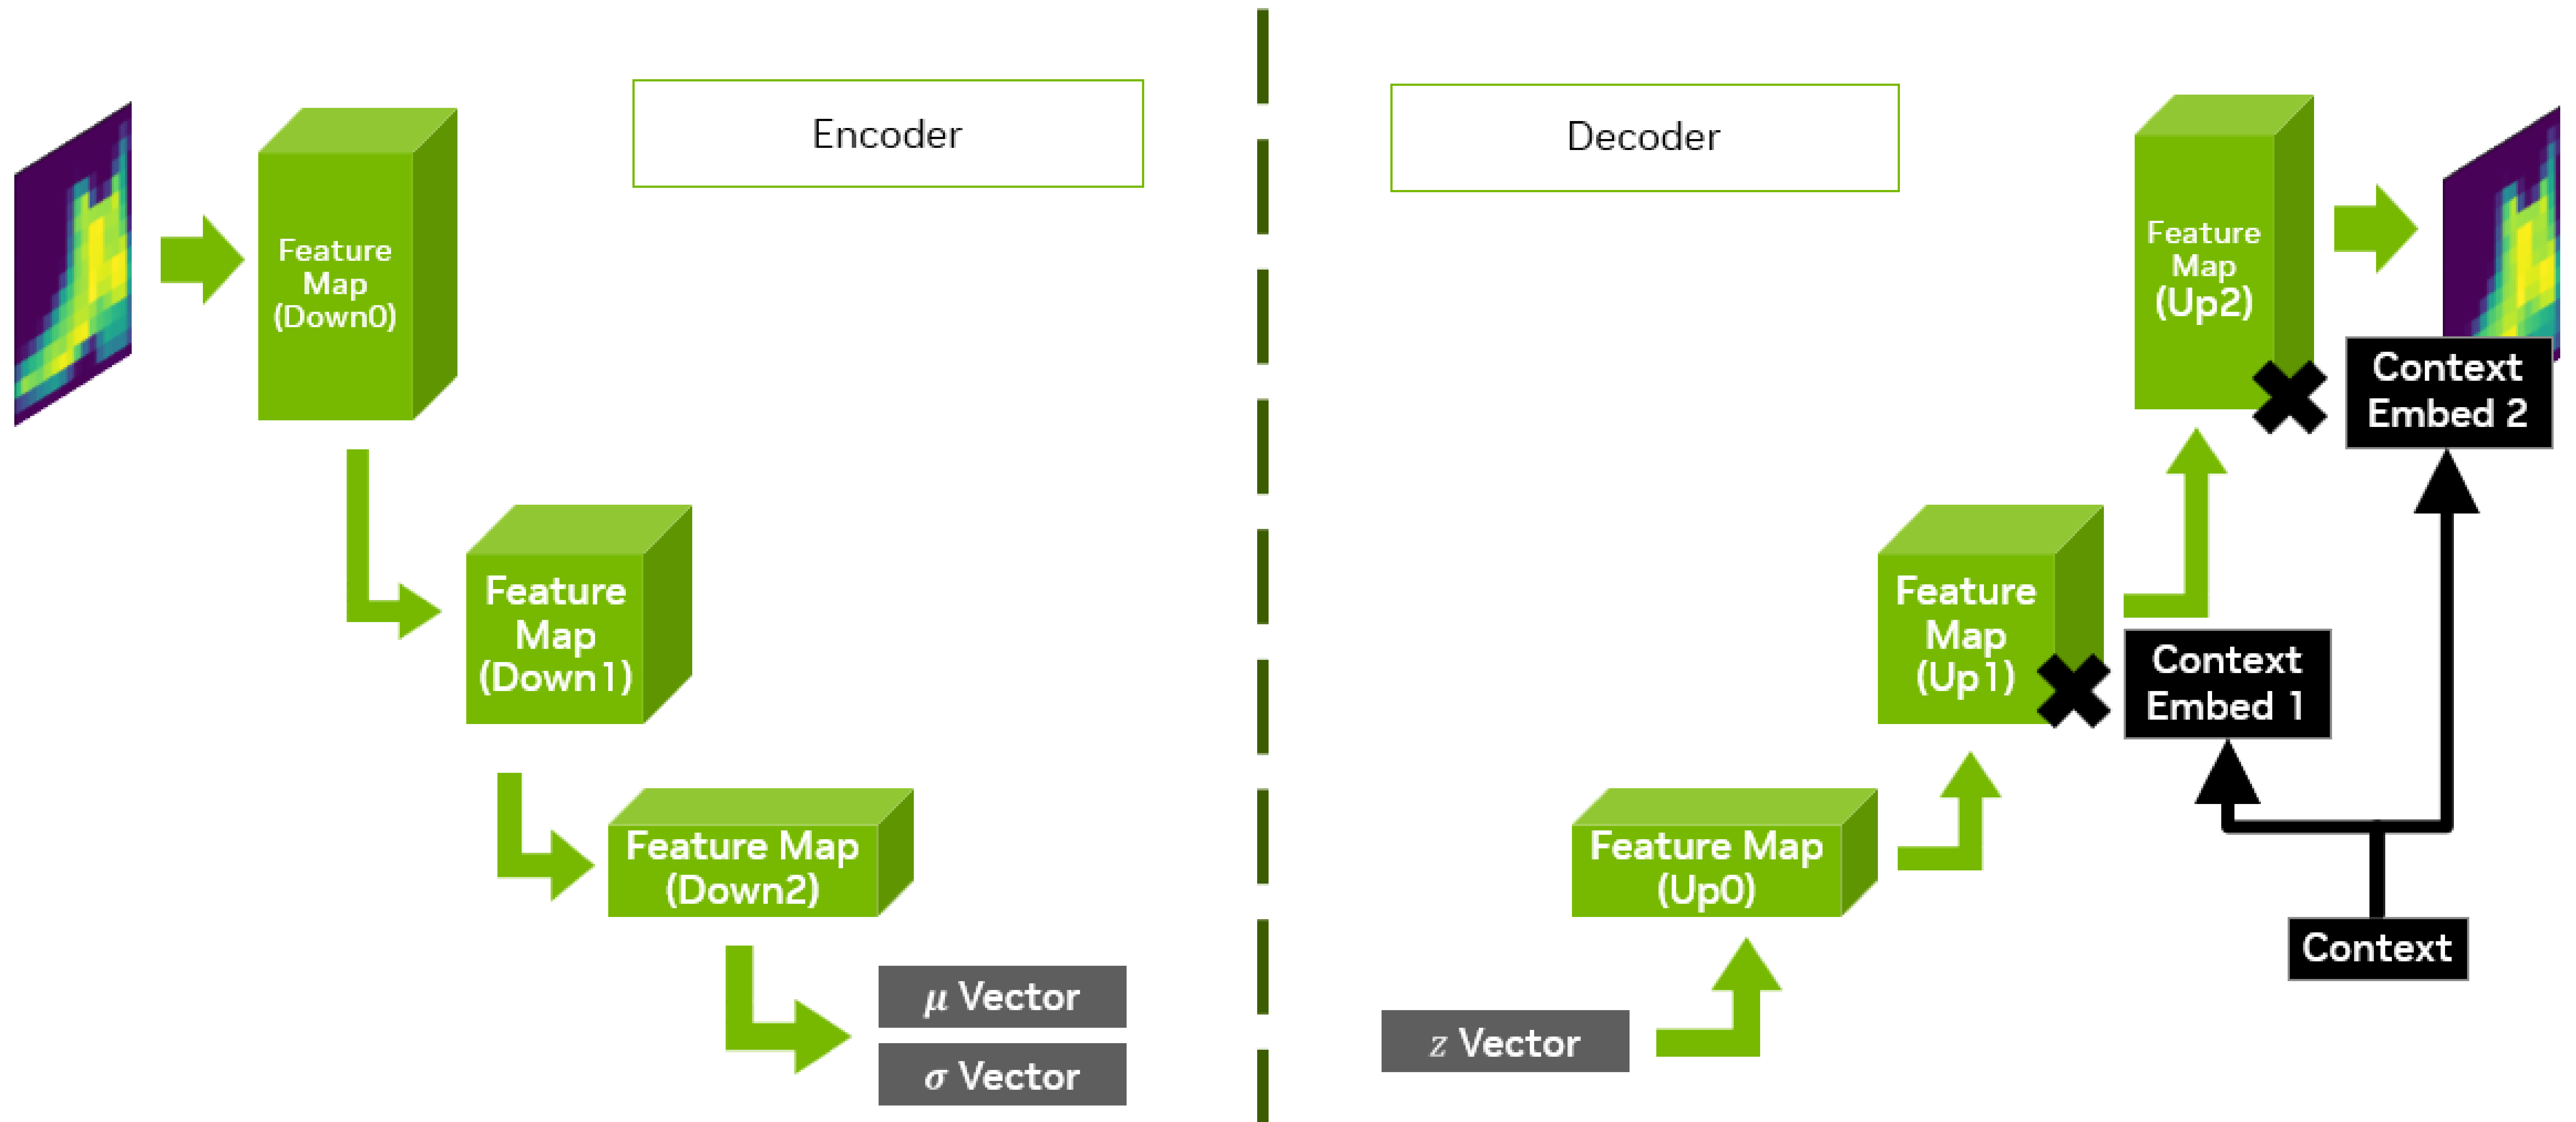 Encoder
Feature
Map
(Down0)
Feature
Map
(Down1)
Feature Map
(Down2)
μ Vector
σ Vector
Decoder
Feature
Map
(Up2)
Context
Embed 2
Feature
Map
(Up1)
Context
Embed 1
Feature Map
(Up0)
Context
z Vector